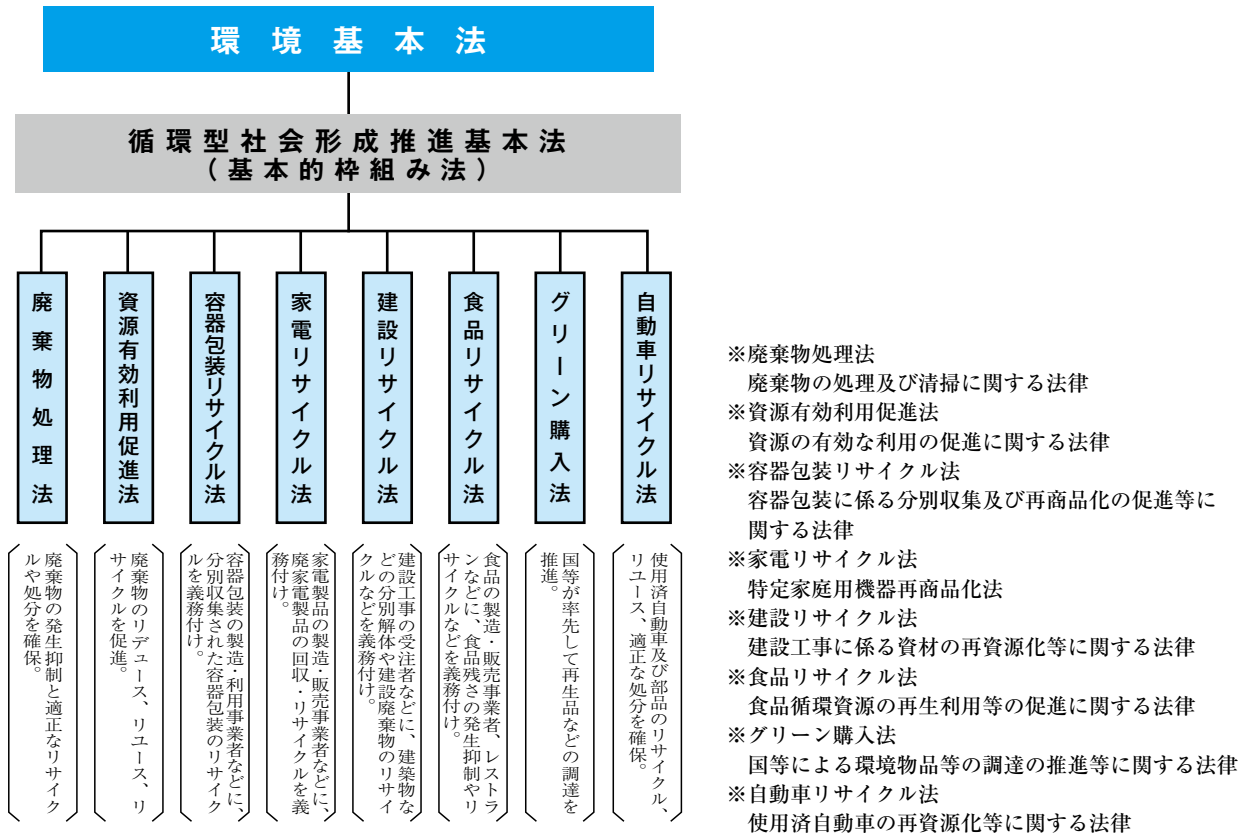 環境基本法
循環型社会形成推進基本法
（基本的枠組み法）
廃棄物処理法
資源有効利用促進法
容器包装リサイクル法
家電リサイクル法
建設リサイクル法
食品リサイクル法
グリーン購入法
自動車リサイクル法
廃棄物の発生抑制と適正なリサイク
ルや処分を確保。
廃棄物のリデュース、リユース、リ
サイクルを促進。
容器包装の製造・利用事業者などに、
分別収集された容器包装のリサイク
ルを義務付け。
家電製品の製造・販売事業者などに、
廃家電製品の回収・リサイクルを義
務付け。
建設工事の受注者などに、建築物な
どの分別解体や建設廃棄物のリサイ
クルなどを義務付け。
食品の製造・販売事業者、レストラ
ンなどに、食品残さの発生抑制やリ
サイクルなどを義務付け。
国等が率先して再生品などの調達を
推進。
使用済自動車及び部品のリサイクル、
リユース、適正な処分を確保。
※廃棄物処理法
廃棄物の処理及び清掃に関する法律
※資源有効利用促進法
資源の有効な利用の促進に関する法律
※容器包装リサイクル法
容器包装に係る分別収集及び再商品化の促進等に
関する法律
※家電リサイクル法
特定家庭用機器再商品化法
※建設リサイクル法
建設工事に係る資材の再資源化等に関する法律
※食品リサイクル法
食品循環資源の再生利用等の促進に関する法律
※グリーン購入法
国等による環境物品等の調達の推進等に関する法律
※自動車リサイクル法
使用済自動車の再資源化等に関する法律